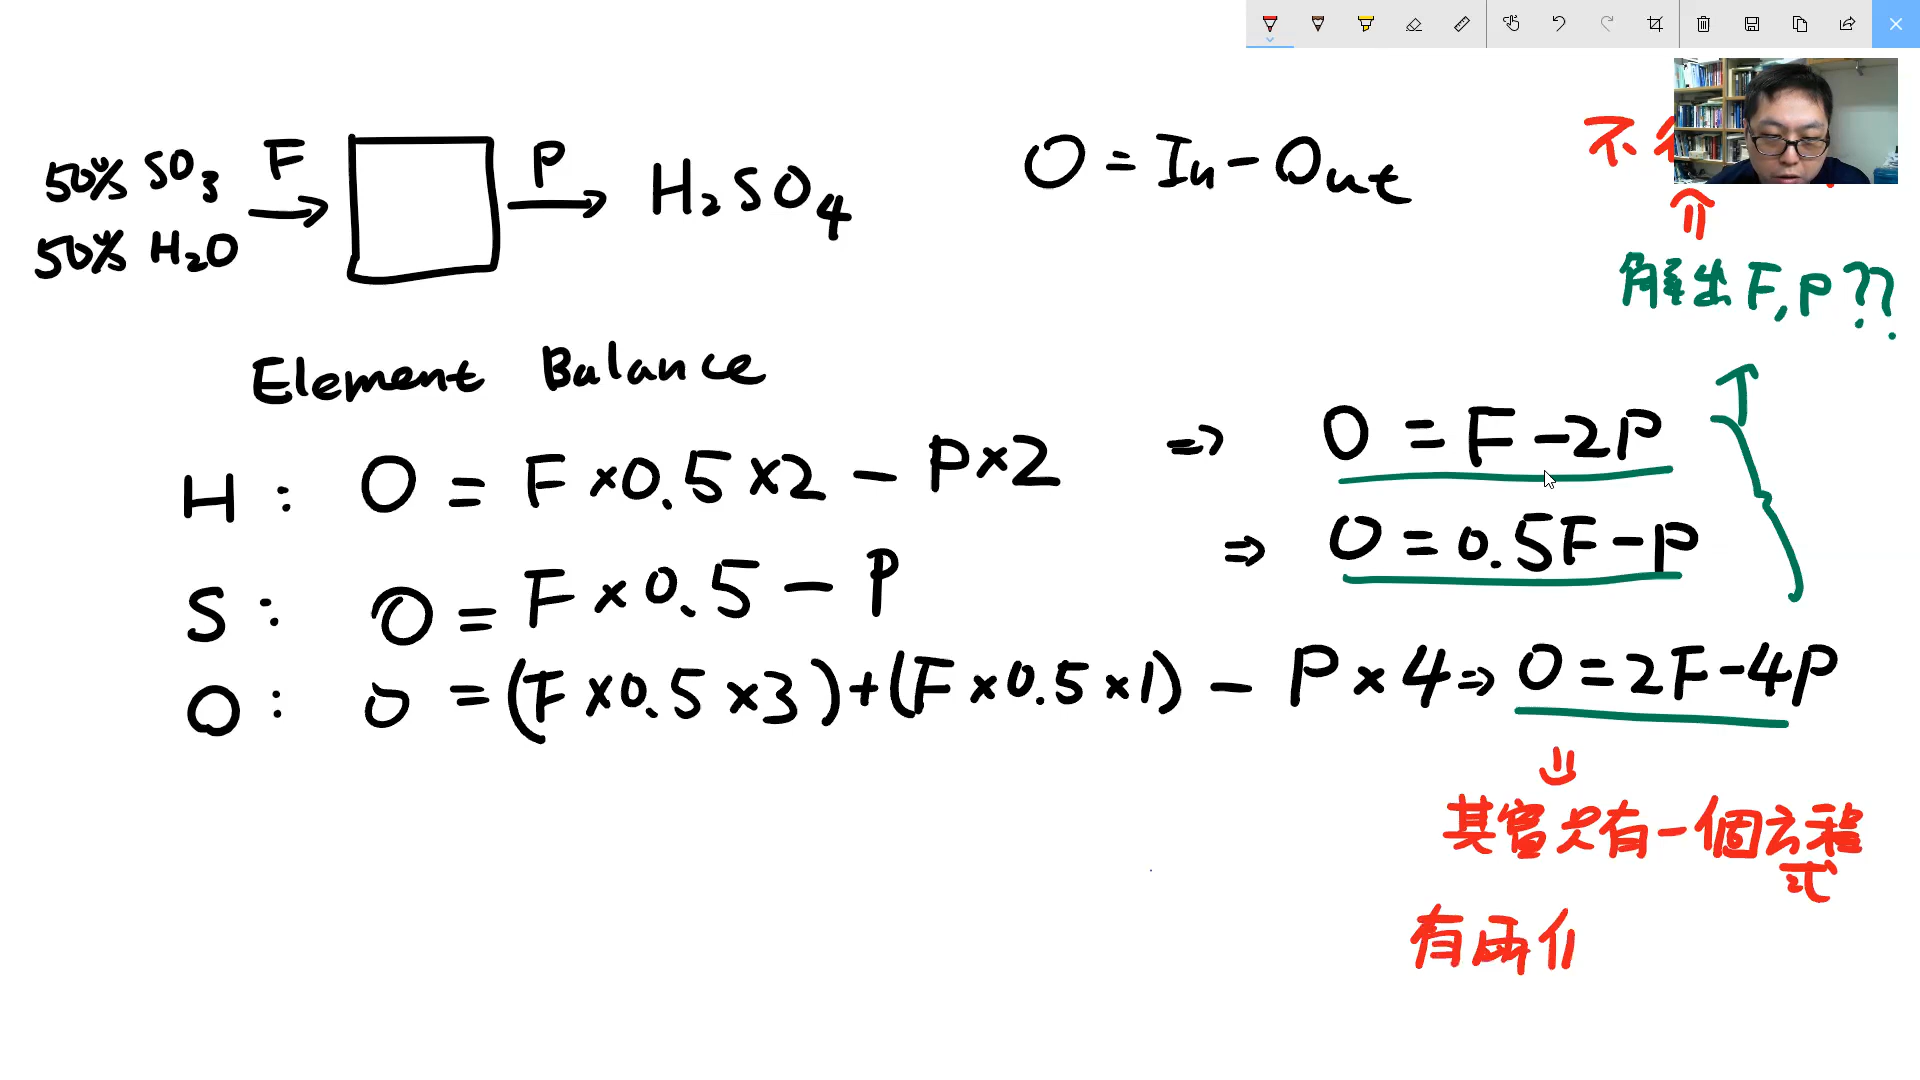 50% SO₃ F P H₂SO₄
50% H₂O
O = In - Out
不
解出 F, P ??
Element Balance
H : O = F × 0.5 × 2 - P × 2 ⇒ O = F - 2P
S : O = F × 0.5 - P ⇒ O = 0.5F - P
O : O = (F × 0.5 × 3) + (F × 0.5 × 1) - P × 4 ⇒ O = 2F - 4P
其實只有一個方程
式
有兩